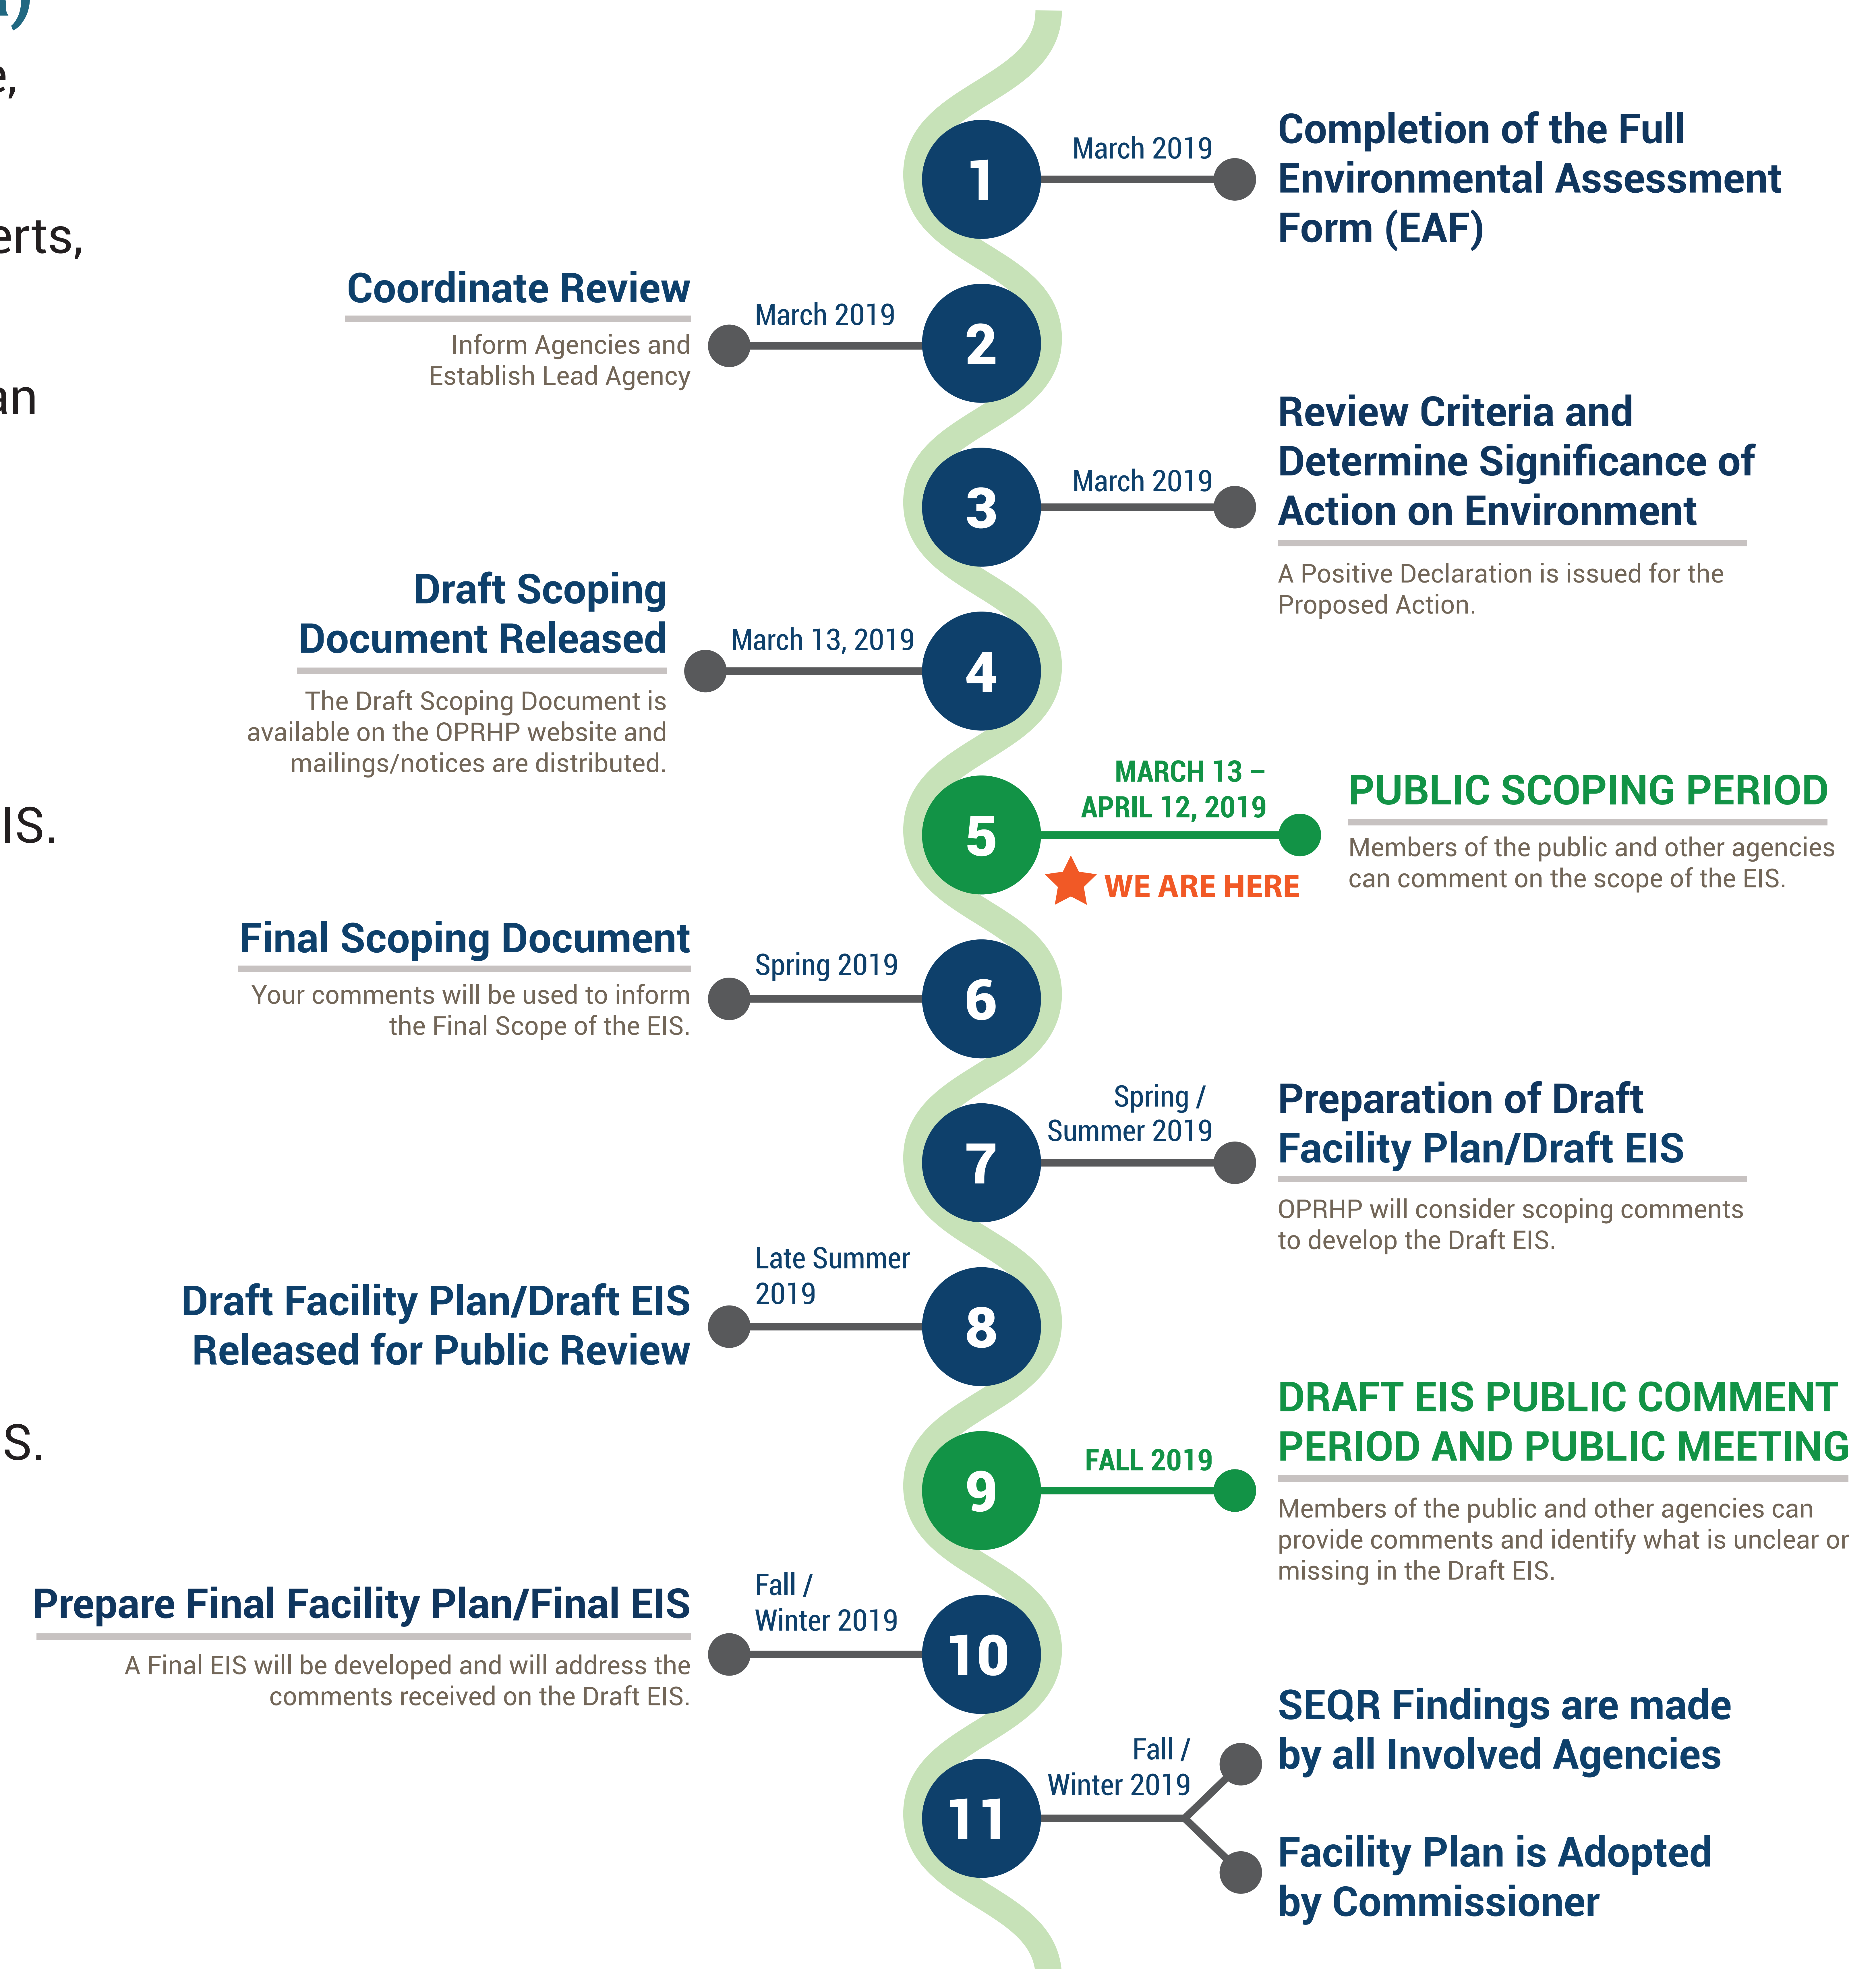 e,
erts,
an
IS.
S.
1
March 2019
Completion of the Full
Environmental Assessment
Form (EAF)
Coordinate Review
Inform Agencies and
Establish Lead Agency
March 2019
2
3
March 2019
Review Criteria and
Determine Significance of
Action on Environment
A Positive Declaration is issued for the
Proposed Action.
Draft Scoping
Document Released
The Draft Scoping Document is
available on the OPRHP website and
mailings/notices are distributed.
March 13, 2019
4
5
MARCH 13 –
APRIL 12, 2019
WE ARE HERE
PUBLIC SCOPING PERIOD
Members of the public and other agencies
can comment on the scope of the EIS.
Final Scoping Document
Your comments will be used to inform
the Final Scope of the EIS.
Spring 2019
6
7
Spring /
Summer 2019
Preparation of Draft
Facility Plan/Draft EIS
OPRHP will consider scoping comments
to develop the Draft EIS.
Draft Facility Plan/Draft EIS
Released for Public Review
Late Summer
2019
8
9
FALL 2019
DRAFT EIS PUBLIC COMMENT
PERIOD AND PUBLIC MEETING
Members of the public and other agencies can
provide comments and identify what is unclear or
missing in the Draft EIS.
Prepare Final Facility Plan/Final EIS
A Final EIS will be developed and will address the
comments received on the Draft EIS.
Fall /
Winter 2019
10
11
Fall /
Winter 2019
SEQR Findings are made
by all Involved Agencies
Facility Plan is Adopted
by Commissioner